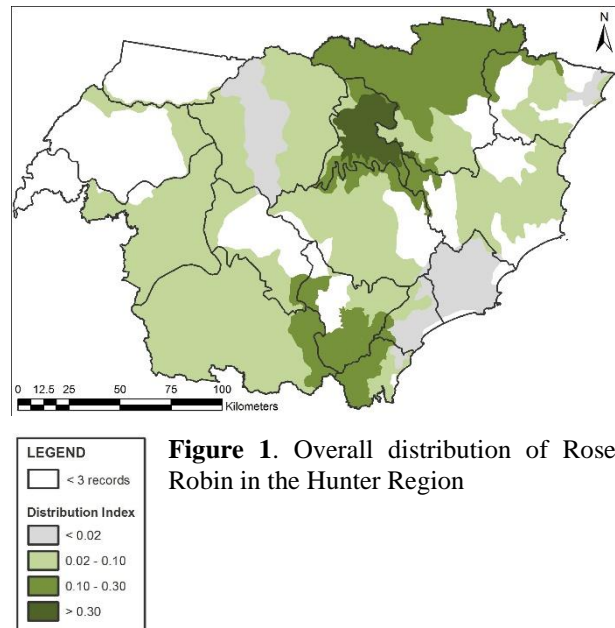 N
0 12.5 25 50 75 100
Kilometers
LEGEND
< 3 records
Distribution Index
< 0.02
0.02 - 0.10
0.10 - 0.30
> 0.30
Figure 1. Overall distribution of Rose
Robin in the Hunter Region